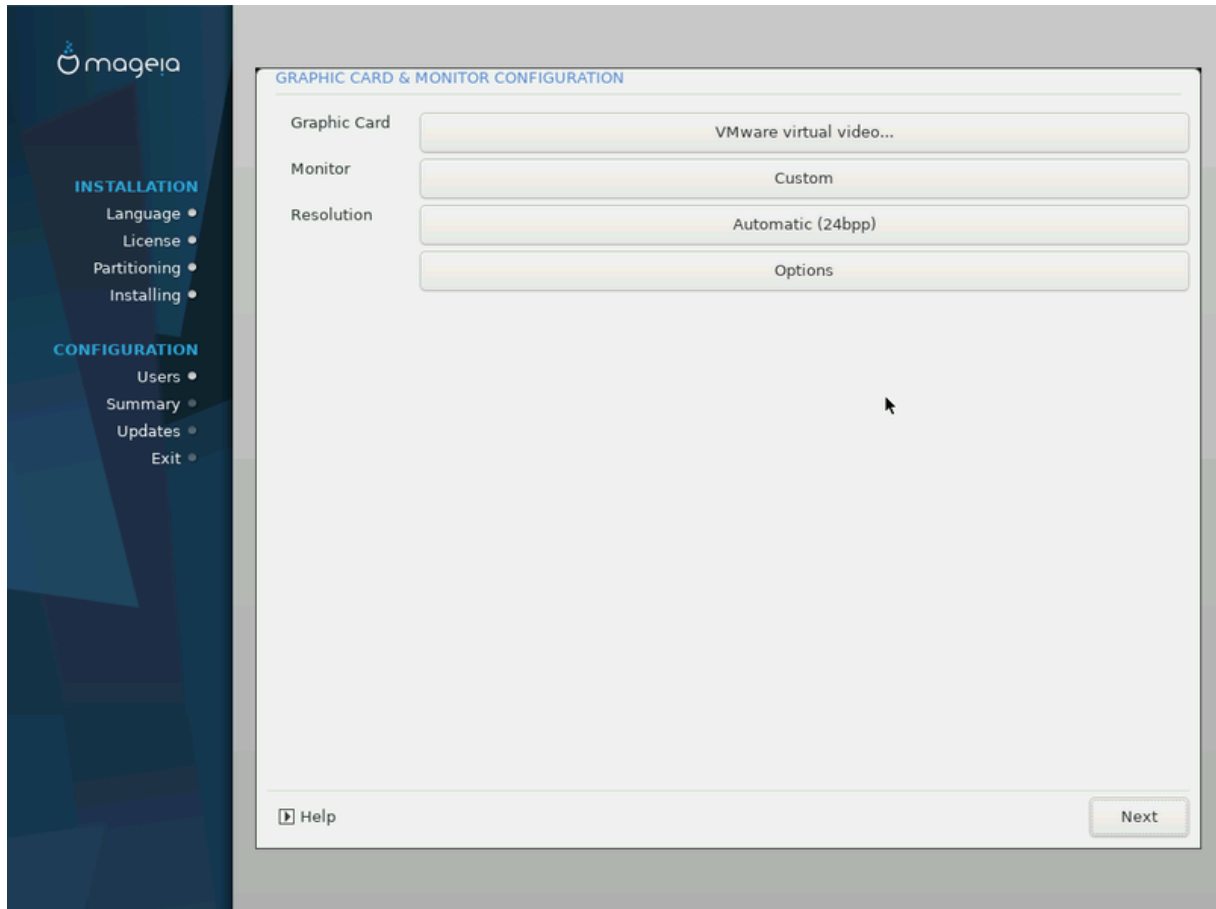 mageia
INSTALLATION
Language
License
Partitioning
Installing
CONFIGURATION
Users
Summary
Updates
Exit
GRAPHIC CARD & MONITOR CONFIGURATION
Graphic Card
VMware virtual video...
Monitor
Custom
Resolution
Automatic (24bpp)
Options
Help
Next